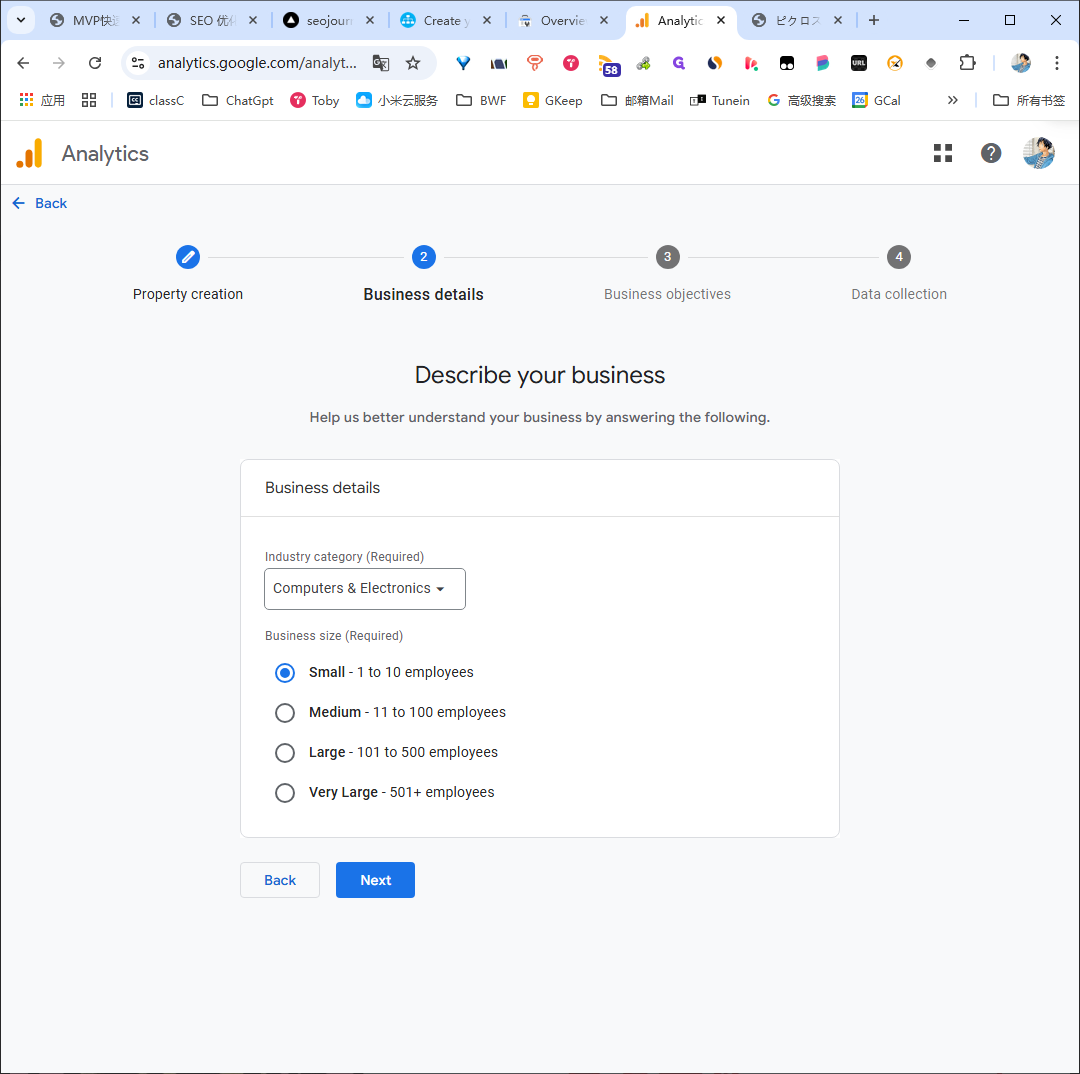 MVP快
SEO 优
seojourn
Create y
Overvie
Analytic
ピクロス
analytics.google.com/analyt...
58
URL
应用
classC
ChatGpt
Toby
小米云服务
BWF
GKeep
邮箱Mail
Tunein
高级搜索
26
GCal
所有书签
Analytics
Back
2
3
4
Property creation
Business details
Business objectives
Data collection
Describe your business
Help us better understand your business by answering the following.
Business details
Industry category (Required)
Computers & Electronics
Business size (Required)
Small - 1 to 10 employees
Medium - 11 to 100 employees
Large - 101 to 500 employees
Very Large - 501+ employees
Back
Next